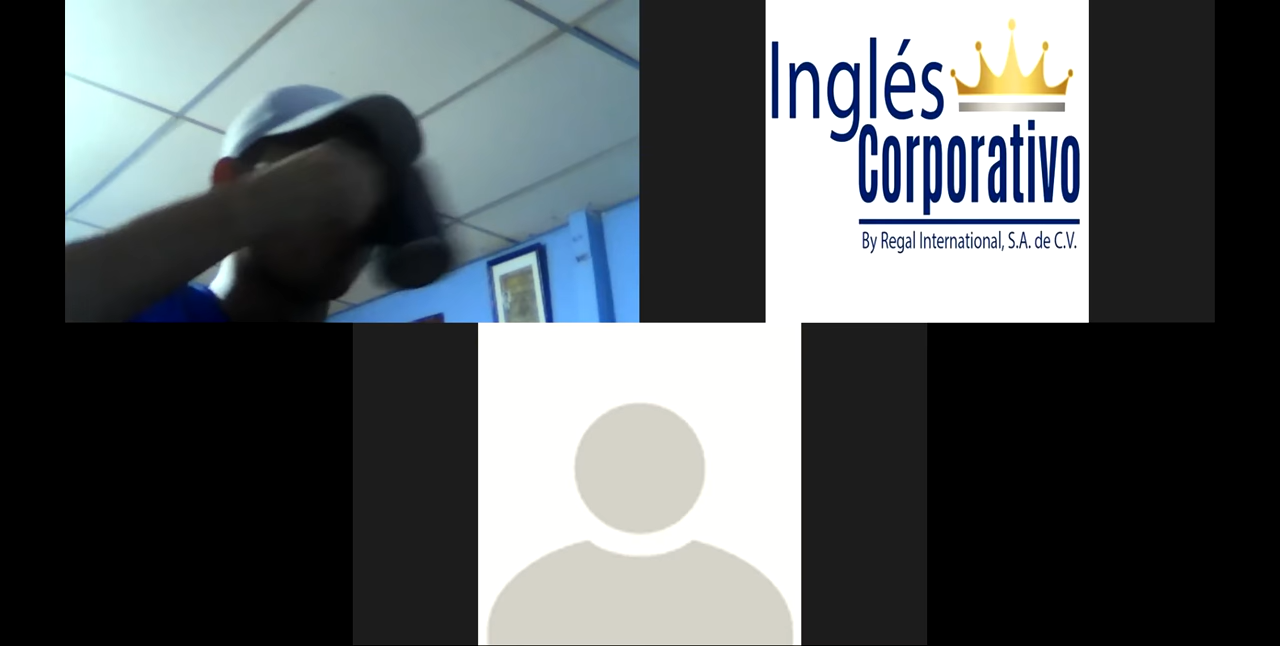 Inglés
Corporativo
By Regal International, S.A. de C.V.